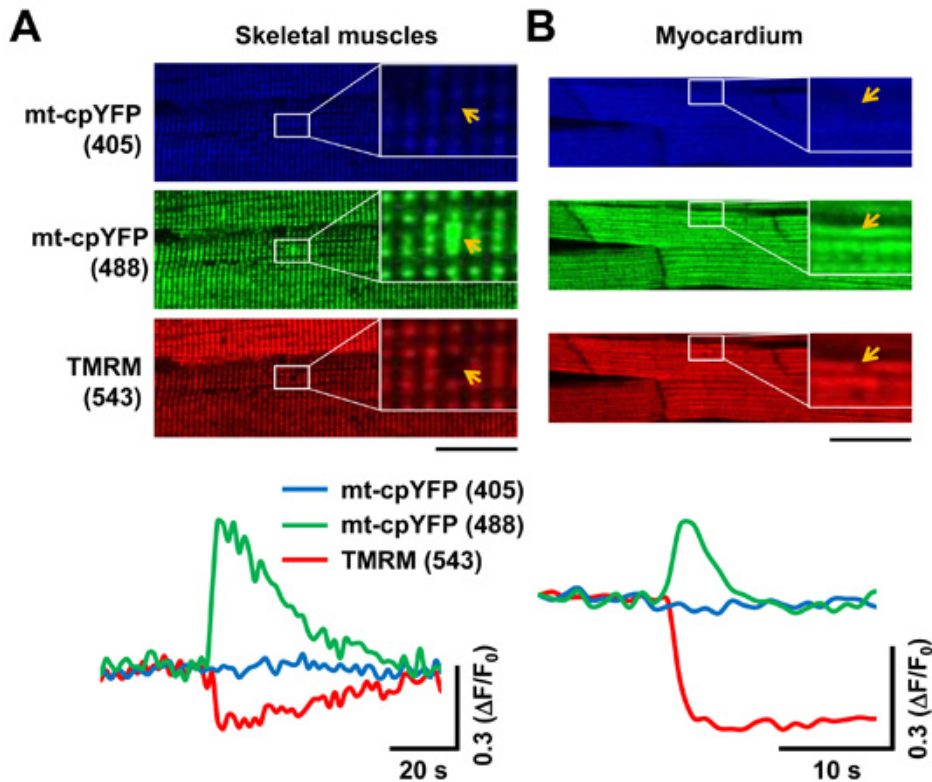 A
Skeletal muscles
mt-cpYFP
(405)
mt-cpYFP
(488)
TMRM
(543)
B
Myocardium
mt-cpYFP (405)
mt-cpYFP (488)
TMRM (543)
0.3 (ΔF/F₀)
20 s
0.3 (ΔF/F₀)
10 s